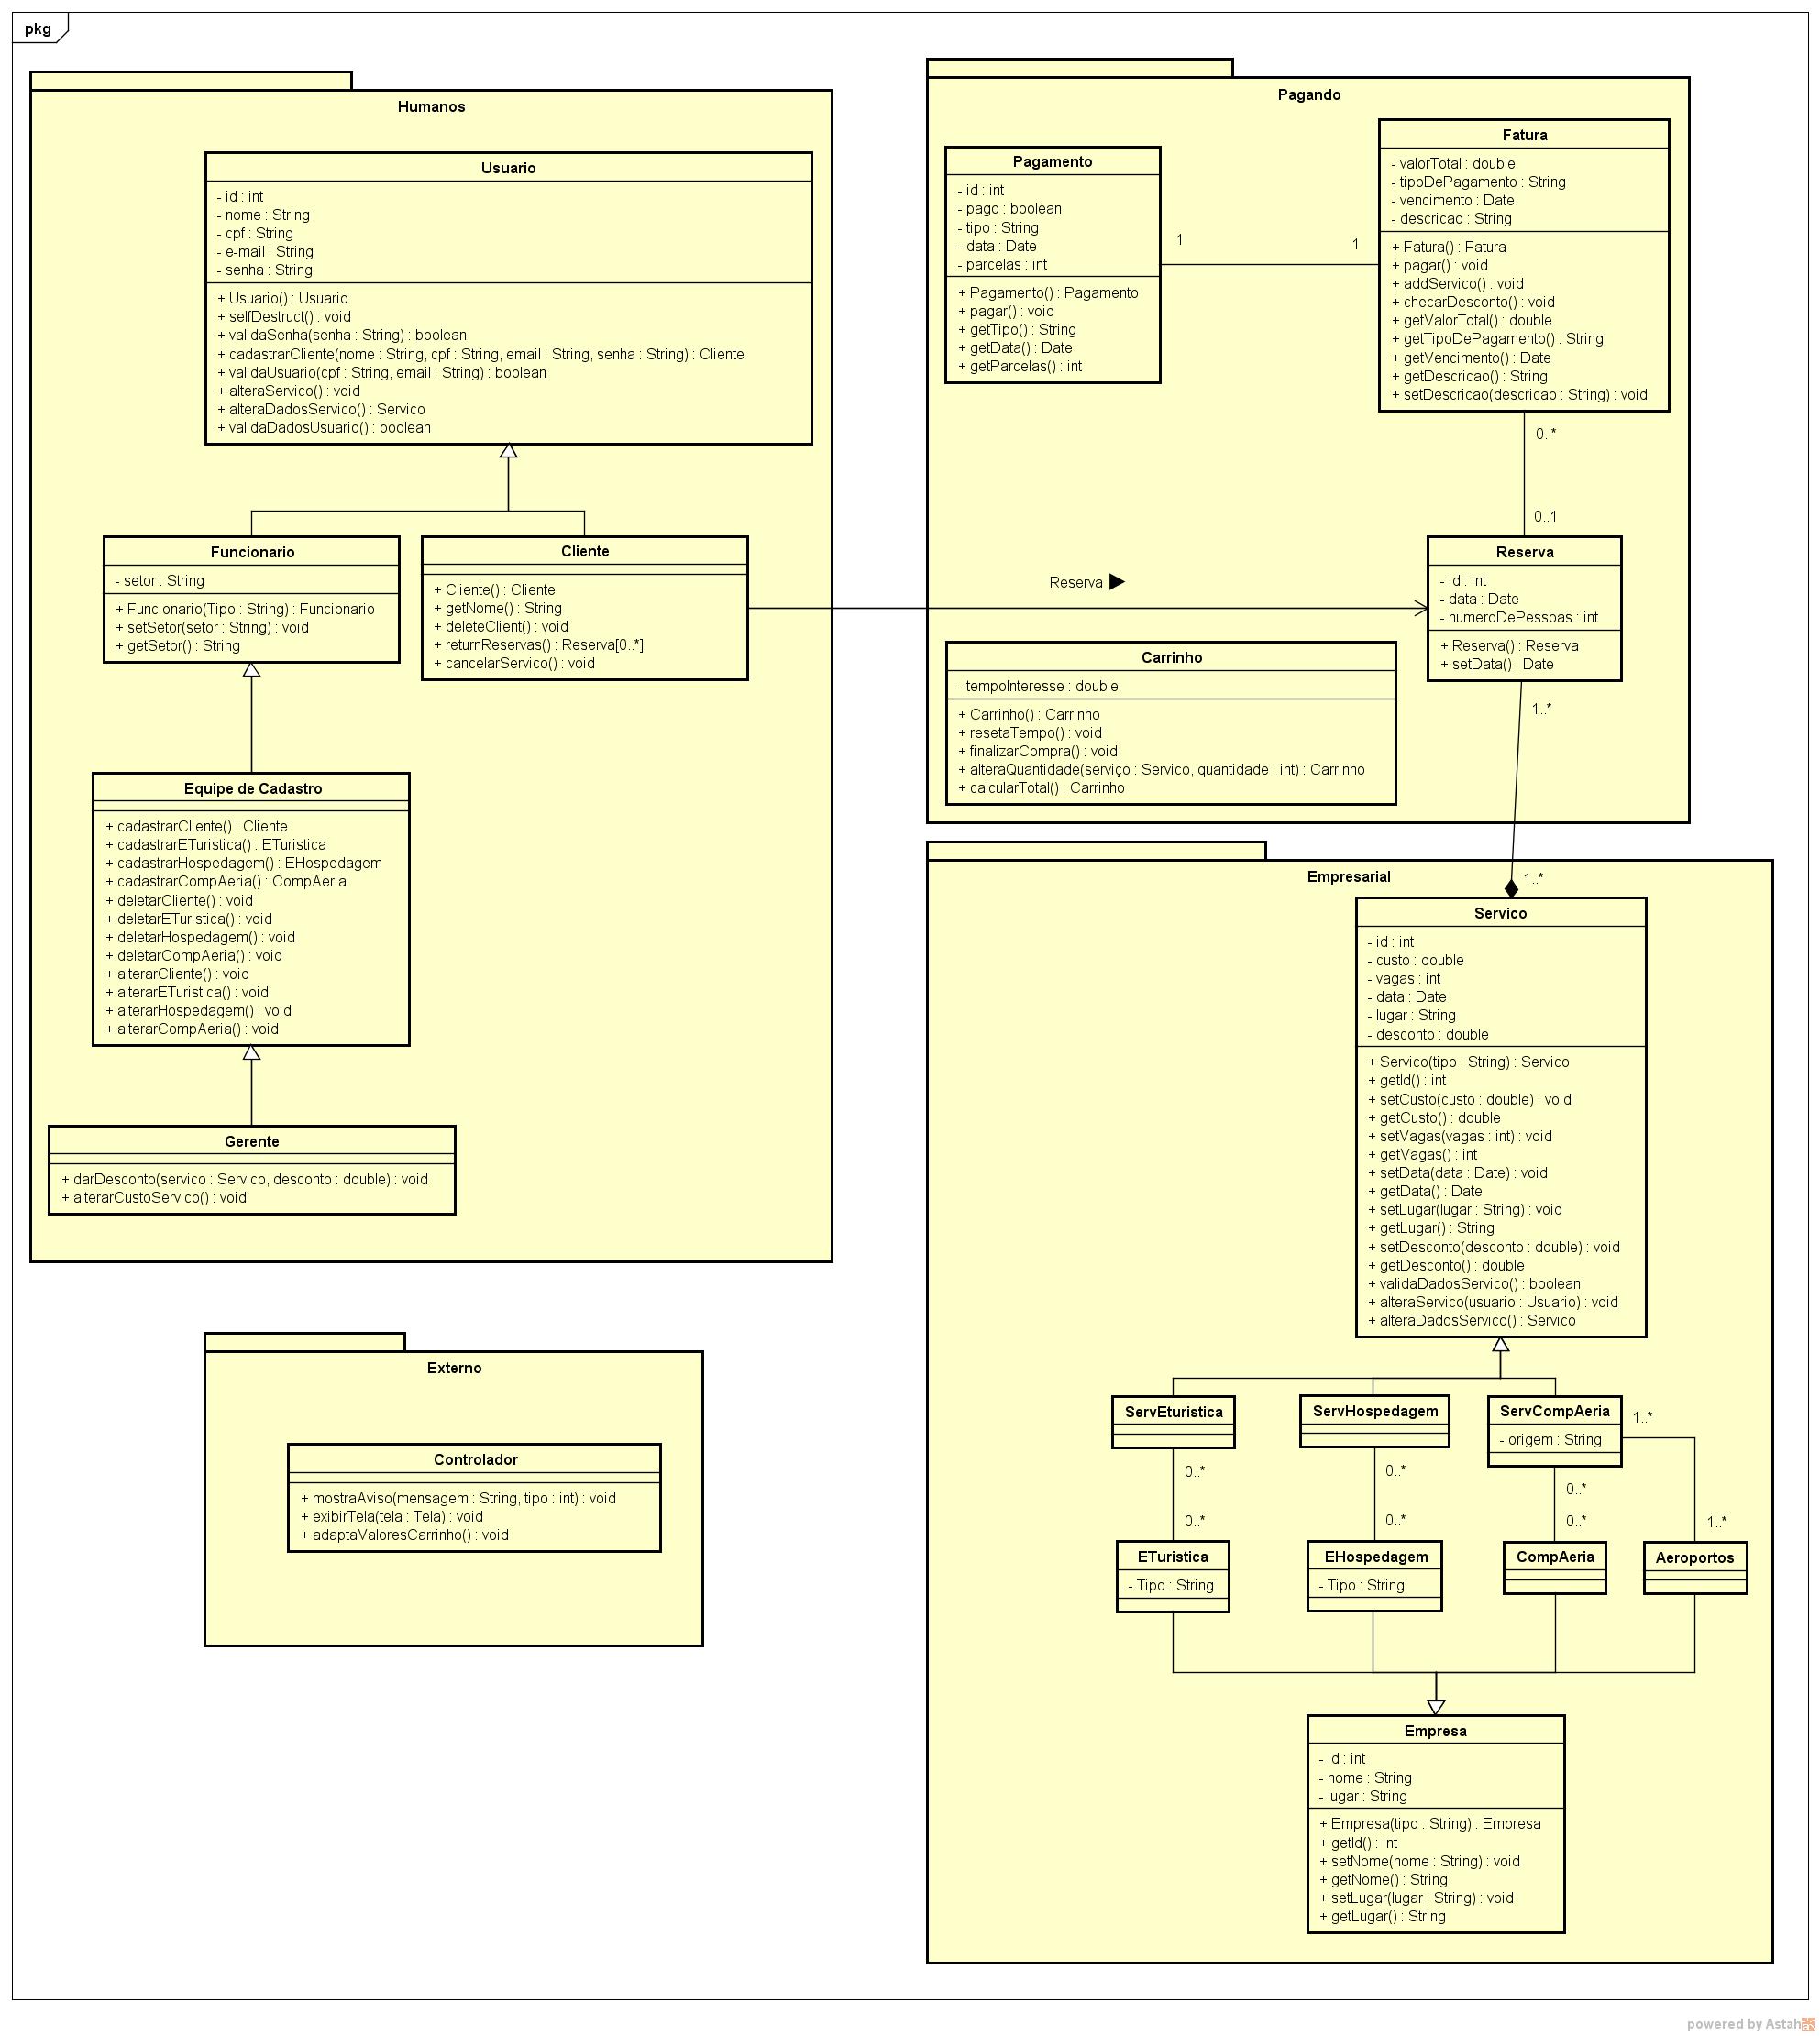 pkg
Humanos
Usuario
- id : int
- nome : String
- cpf : String
- e-mail : String
- senha : String
+ Usuario() : Usuario
+ selfDestruct() : void
+ validaSenha(senha : String) : boolean
+ cadastrarCliente(nome : String, cpf : String, email : String, senha : String) : Cliente
+ validaUsuario(cpf : String, email : String) : boolean
+ alteraServico() : void
+ alteraDadosServico() : Servico
+ validaDadosUsuario() : boolean
Funcionario
- setor : String
+ Funcionario(Tipo : String) : Funcionario
+ setSetor(setor : String) : void
+ getSetor() : String
Cliente
+ Cliente() : Cliente
+ getNome() : String
+ deleteClient() : void
+ returnReservas() : Reserva[0..*]
+ cancelarServico() : void
Equipe de Cadastro
+ cadastrarCliente() : Cliente
+ cadastrarETuristica() : ETuristica
+ cadastrarHospedagem() : EHospedagem
+ cadastrarCompAeria() : CompAeria
+ deletarCliente() : void
+ deletarETuristica() : void
+ deletarHospedagem() : void
+ deletarCompAeria() : void
+ alterarCliente() : void
+ alterarETuristica() : void
+ alterarHospedagem() : void
+ alterarCompAeria() : void
Gerente
+ darDesconto(servico : Servico, desconto : double) : void
+ alterarCustoServico() : void
Pagando
Pagamento
- id : int
- pago : boolean
- tipo : String
- data : Date
- parcelas : int
+ Pagamento() : Pagamento
+ pagar() : void
+ getTipo() : String
+ getData() : Date
+ getParcelas() : int
1
1
Fatura
- valorTotal : double
- tipoDePagamento : String
- vencimento : Date
- descricao : String
+ Fatura() : Fatura
+ pagar() : void
+ addServico() : void
+ checarDesconto() : void
+ getValorTotal() : double
+ getTipoDePagamento() : String
+ getVencimento() : Date
+ getDescricao() : String
+ setDescricao(descricao : String) : void
0..*
0..1
Reserva
Reserva
- id : int
- data : Date
- numeroDePessoas : int
+ Reserva() : Reserva
+ setData() : Date
1..*
Carrinho
- tempoInteresse : double
+ Carrinho() : Carrinho
+ resetaTempo() : void
+ finalizarCompra() : void
+ alteraQuantidade(serviço : Servico, quantidade : int) : Carrinho
+ calcularTotal() : Carrinho
Empresarial
1..*
Servico
- id : int
- custo : double
- vagas : int
- data : Date
- lugar : String
- desconto : double
+ Servico(tipo : String) : Servico
+ getId() : int
+ setCusto(custo : double) : void
+ getCusto() : double
+ setVagas(vagas : int) : void
+ getVagas() : int
+ setData(data : Date) : void
+ getData() : Date
+ setLugar(lugar : String) : void
+ getLugar() : String
+ setDesconto(desconto : double) : void
+ getDesconto() : double
+ validaDadosServico() : boolean
+ alteraServico(usuario : Usuario) : void
+ alteraDadosServico() : Servico
ServEturistica
ServHospedagem
ServCompAeria
- origem : String
1..*
0..*
0..*
0..*
0..*
0..*
0..*
1..*
ETuristica
- Tipo : String
EHospedagem
- Tipo : String
CompAeria
Aeroportos
Empresa
- id : int
- nome : String
- lugar : String
+ Empresa(tipo : String) : Empresa
+ getId() : int
+ setNome(nome : String) : void
+ getNome() : String
+ setLugar(lugar : String) : void
+ getLugar() : String
Externo
Controlador
+ mostraAviso(mensagem : String, tipo : int) : void
+ exibirTela(tela : Tela) : void
+ adaptaValoresCarrinho() : void
powered by Astah